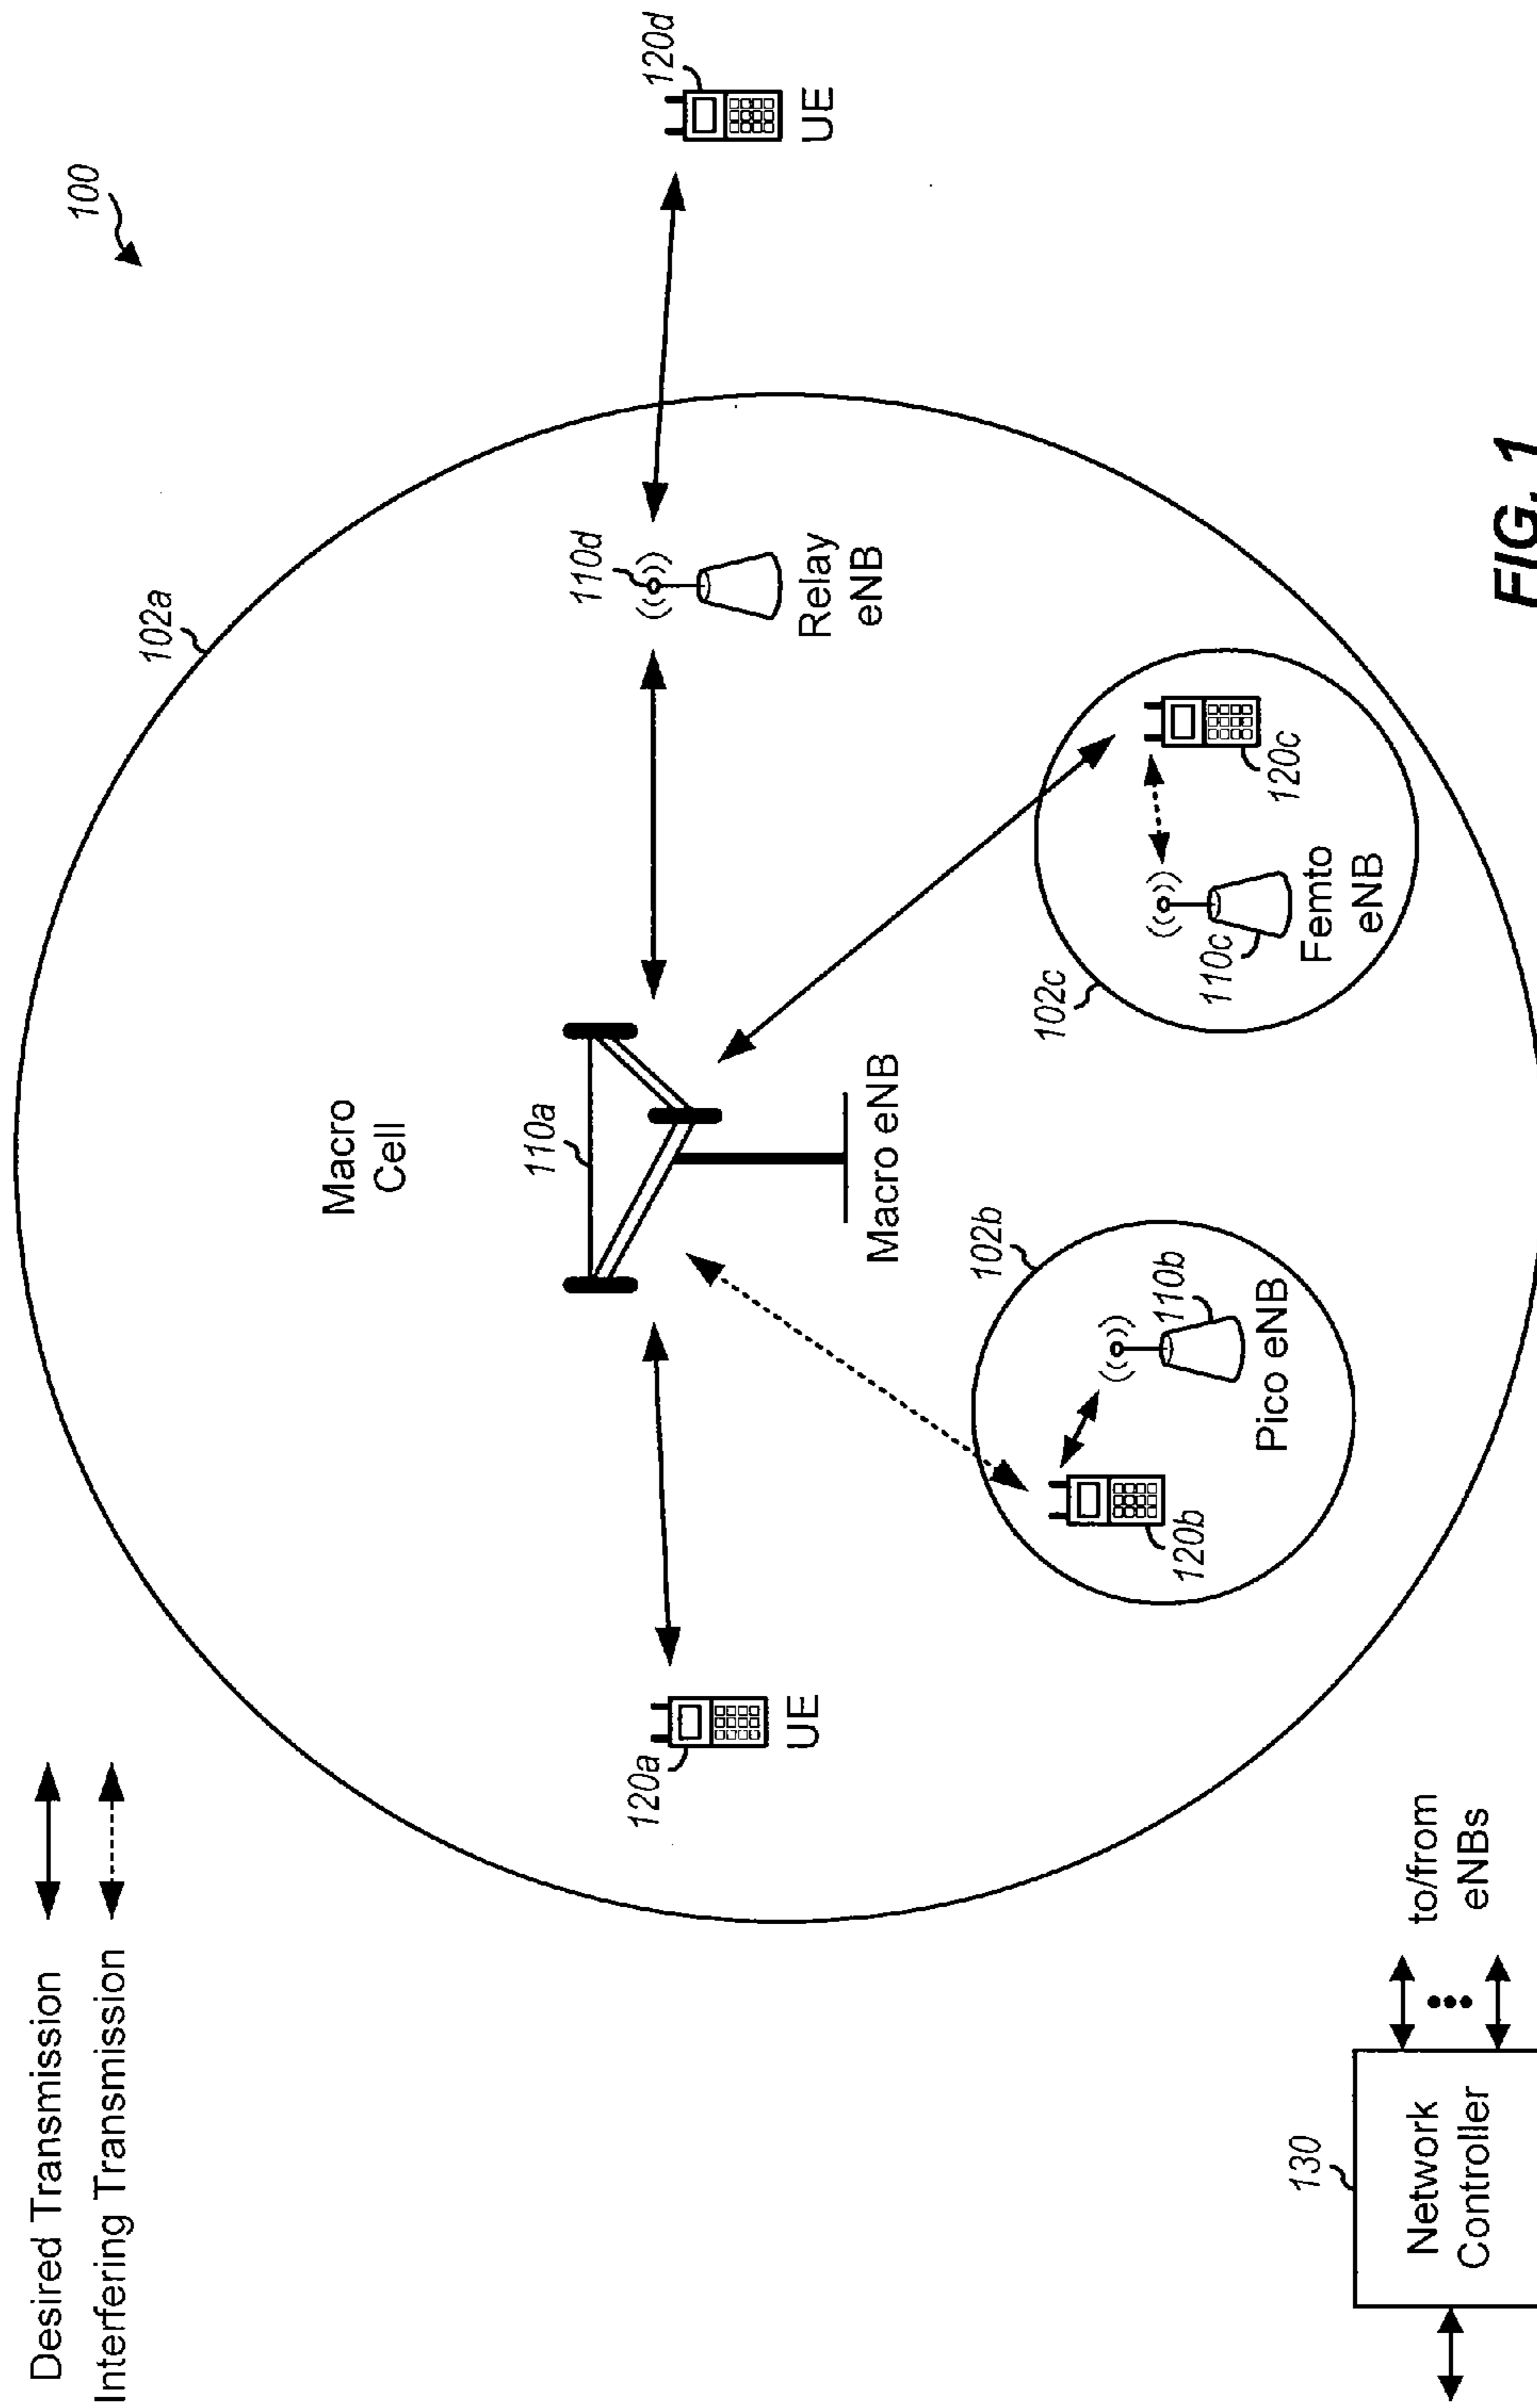 Desired Transmission
Interfering Transmission
100
102a
Macro
Cell
110a
110d
120d
120a
UE
Macro eNB
Relay
eNB
UE
102b
110b
Pico eNB
120b
102c
110c
Femto
eNB
120c
130
Network
Controller
to/from
eNBs
FIG. 1